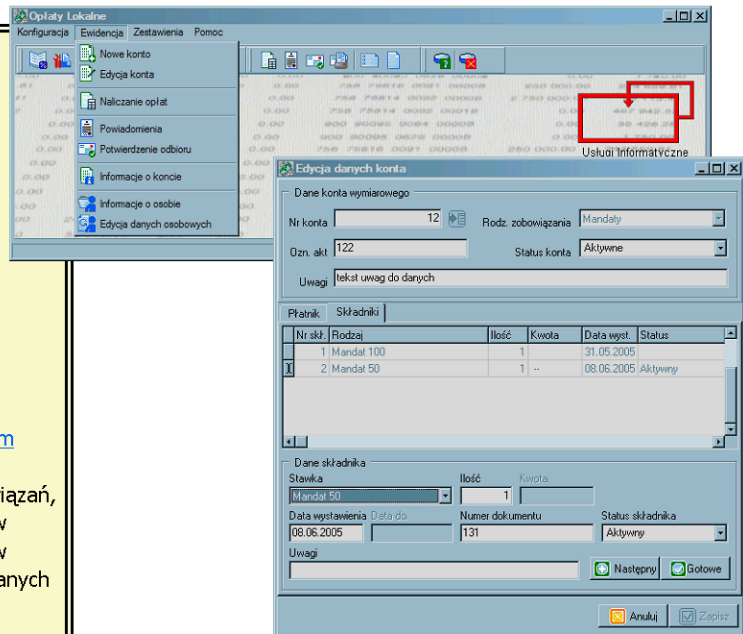 Opłaty Lokalne
Konfiguracja Ewidencja Zestawienia Pomoc
Nowe konto
Edycja konta
Naliczanie opłat
Powiadomienia
Potwierdzenie odbioru
Informacje o koncie
Informacje o osobie
Edycja danych osobowych
Usługi Informatyczne
Edycja danych konta
Dane konta wymiarowego
Nr konta 12 Rodz. zobowiązania Mandaty
Ozn. akt 122 Status konta Aktywne
Uwagi tekst uwag do danych
Płatnik Składniki
Nr skł. Rodzaj Ilość Kwota Data wyst. Status
1 Mandat 100 1 31.05.2005
2 Mandat 50 1 -- 08.06.2005 Aktywny
Dane składnika
Stawka Ilość Kwota
Mandat 50 1
Data wystawienia Data do Numer dokumentu Status składnika
08.06.2005 131 Aktywny
Uwagi
Następny Gotowe
Anuluj Zapisz
m
iązań,
w
w
anych